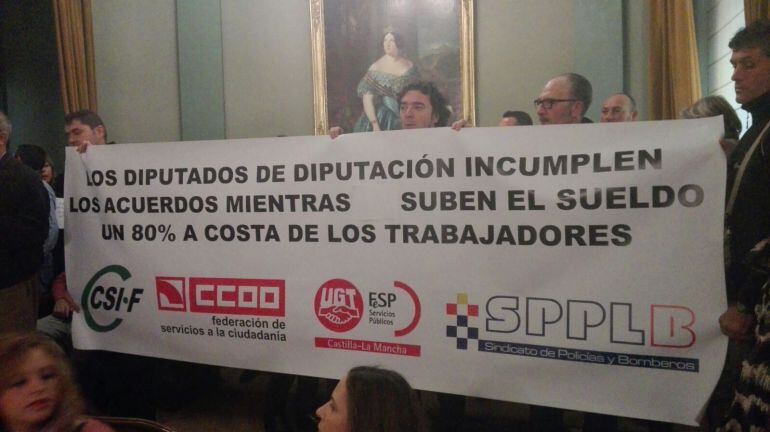 LOS DIPUTADOS DE DIPUTACIÓN INCUMPLEN
LOS ACUERDOS MIENTRAS SUBEN EL SUELDO
UN 80% A COSTA DE LOS TRABAJADORES
CSI-F
CCOO
federación de
servicios a la ciudadanía
UGT
FeSP
Servicios
Públicos
Castilla-La Mancha
SPPLB
Sindicato de Policías y Bomberos